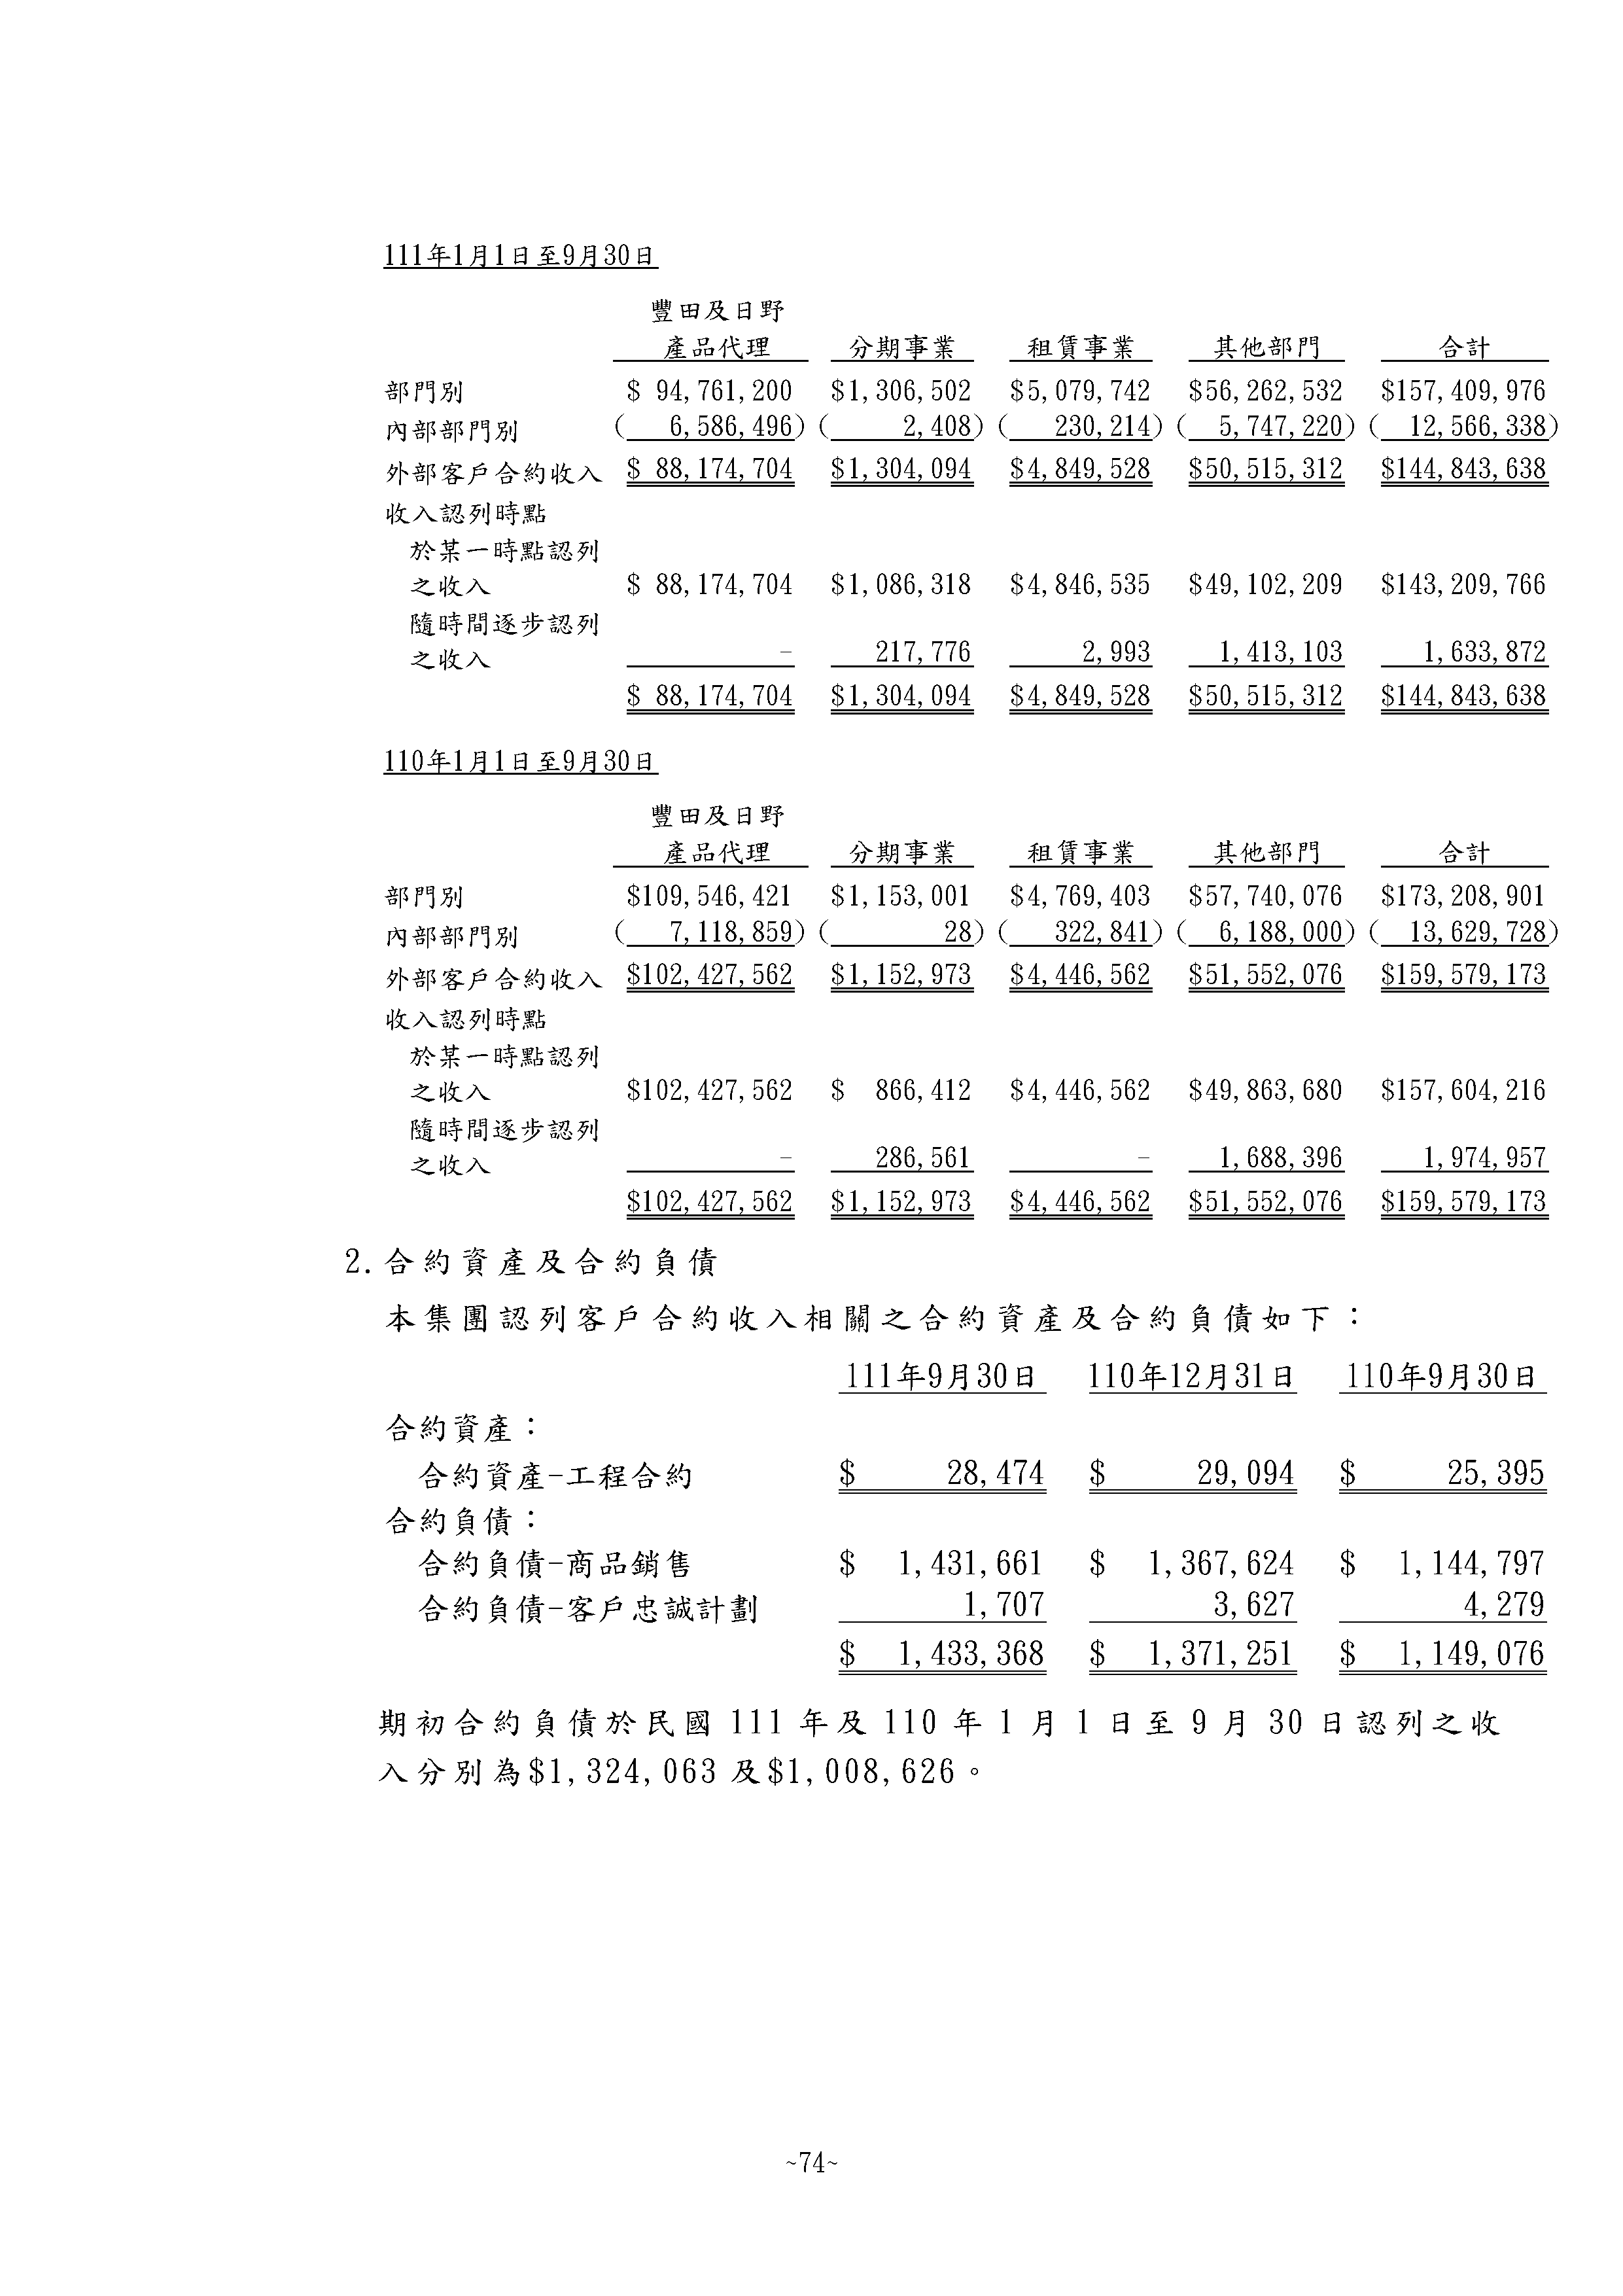 111年1月1日至9月30日
豐田及日野
產品代理 分期事業 租賃事業 其他部門 合計
部門別 $ 94,761,200 $1,306,502 $5,079,742 $56,262,532 $157,409,976
內部部門別 ( 6,586,496) ( 2,408) ( 230,214) ( 5,747,220) ( 12,566,338)
外部客戶合約收入 $ 88,174,704 $1,304,094 $4,849,528 $50,515,312 $144,843,638
收入認列時點
於某一時點認列
之收入 $ 88,174,704 $1,086,318 $4,846,535 $49,102,209 $143,209,766
隨時間逐步認列
之收入 - 217,776 2,993 1,413,103 1,633,872
$ 88,174,704 $1,304,094 $4,849,528 $50,515,312 $144,843,638
110年1月1日至9月30日
豐田及日野
產品代理 分期事業 租賃事業 其他部門 合計
部門別 $109,546,421 $1,153,001 $4,769,403 $57,740,076 $173,208,901
內部部門別 ( 7,118,859) ( 28) ( 322,841) ( 6,188,000) ( 13,629,728)
外部客戶合約收入 $102,427,562 $1,152,973 $4,446,562 $51,552,076 $159,579,173
收入認列時點
於某一時點認列
之收入 $102,427,562 $ 866,412 $4,446,562 $49,863,680 $157,604,216
隨時間逐步認列
之收入 - 286,561 - 1,688,396 1,974,957
$102,427,562 $1,152,973 $4,446,562 $51,552,076 $159,579,173
2.合約資產及合約負債
本集團認列客戶合約收入相關之合約資產及合約負債如下：
111年9月30日 110年12月31日 110年9月30日
合約資產：
合約資產-工程合約 $ 28,474 $ 29,094 $ 25,395
合約負債：
合約負債-商品銷售 $ 1,431,661 $ 1,367,624 $ 1,144,797
合約負債-客戶忠誠計劃 1,707 3,627 4,279
$ 1,433,368 $ 1,371,251 $ 1,149,076
期初合約負債於民國 111 年及 110 年 1 月 1 日至 9 月 30 日認列之收
入分別為$1,324,063 及$1,008,626。
~74~